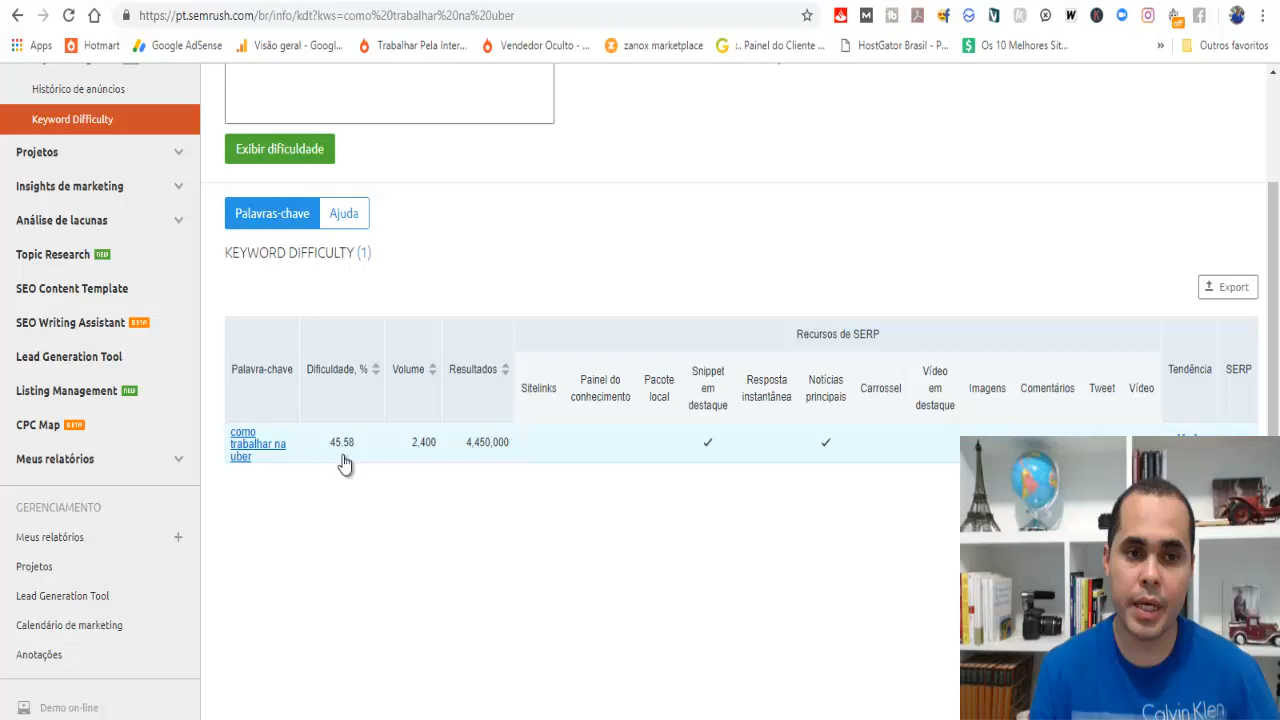 https://pt.semrush.com/br/info/kdt?kws=como%20trabalhar%20na%20uber
Apps
Hotmart
Google AdSense
Visão geral - Googl...
Trabalhar Pela Inter...
Vendedor Oculto - ...
zanox marketplace
:. Painel do Cliente ...
HostGator Brasil - P...
Os 10 Melhores Sit...
»
Outros favoritos
Histórico de anúncios
Keyword Difficulty
Projetos
Insights de marketing
Análise de lacunas
Topic Research NEW
SEO Content Template
SEO Writing Assistant BETA
Lead Generation Tool
Listing Management NEW
CPC Map BETA
Meus relatórios
GERENCIAMENTO
Meus relatórios +
Projetos
Lead Generation Tool
Calendário de marketing
Anotações
Demo on-line
Exibir dificuldade
Palavras-chave
Ajuda
KEYWORD DIFFICULTY (1)
Export
Recursos de SERP
Palavra-chave
Dificuldade, %
Volume
Resultados
Sitelinks
Painel do
conhecimento
Pacote
local
Snippet
em
destaque
Resposta
instantânea
Notícias
principais
Carrossel
Vídeo
em
destaque
Imagens
Comentários
Tweet
Vídeo
Tendência
SERP
como
trabalhar na
uber
45.58
2,400
4,450,000
Calvin Klein
off